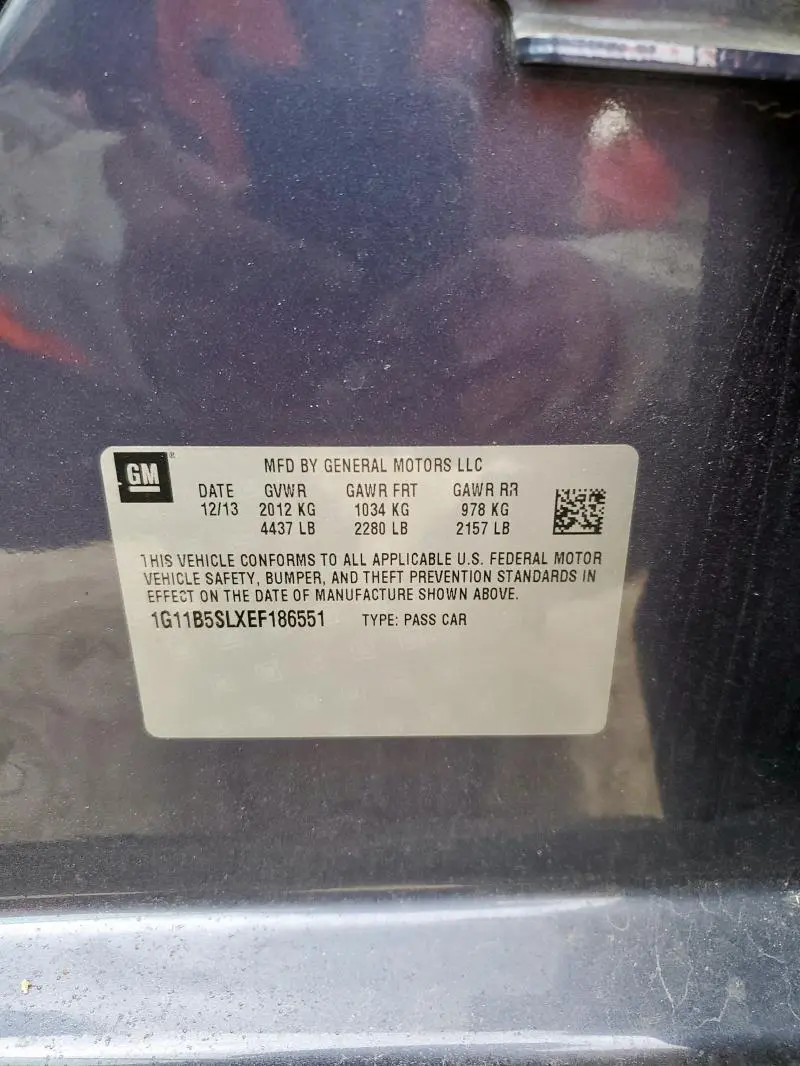 GM®
MFD BY GENERAL MOTORS LLC
DATE GVWR GAWR FRT GAWR RR
12/13 2012 KG 1034 KG 978 KG
4437 LB 2280 LB 2157 LB
THIS VEHICLE CONFORMS TO ALL APPLICABLE U.S. FEDERAL MOTOR
VEHICLE SAFETY, BUMPER, AND THEFT PREVENTION STANDARDS IN
EFFECT ON THE DATE OF MANUFACTURE SHOWN ABOVE.
1G11B5SLXEF186551 TYPE: PASS CAR